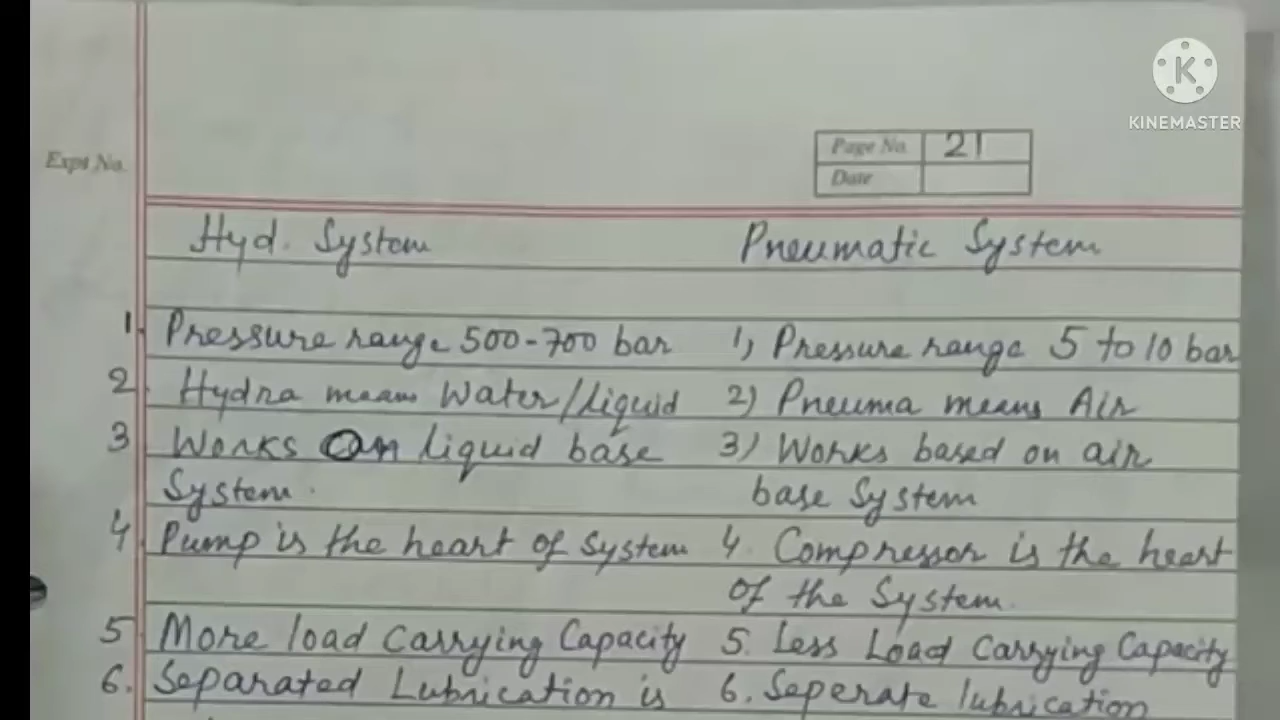 KINEMASTER
Expt No.
Page No. 21
Date
Hyd. System Pneumatic System
1. Pressure range 500-700 bar 1, Pressure range 5 to 10 bar
2. Hydra means Water/liquid 2) Pneuma means Air
3 Works on liquid base 3) Works based on air
System. base System
4 Pump is the heart of System 4. Compressor is the heart
of the System.
5 More load Carrying Capacity 5. Less Load Carrying Capacity
6. Separated Lubrication is 6. Seperate lubrication